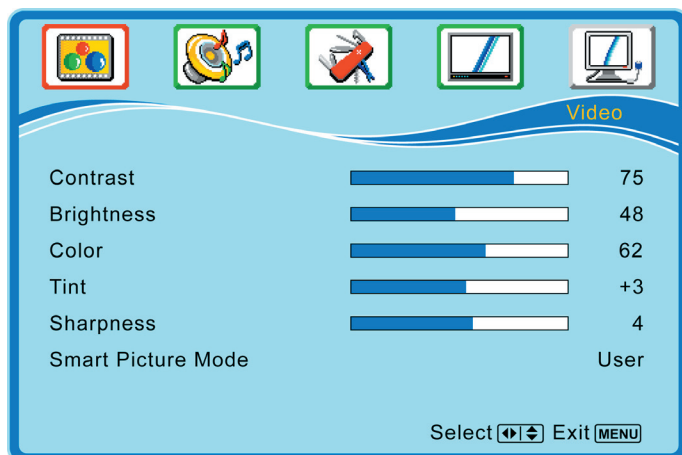 Video
Contrast 75
Brightness 48
Color 62
Tint +3
Sharpness 4
Smart Picture Mode User
Select Exit MENU